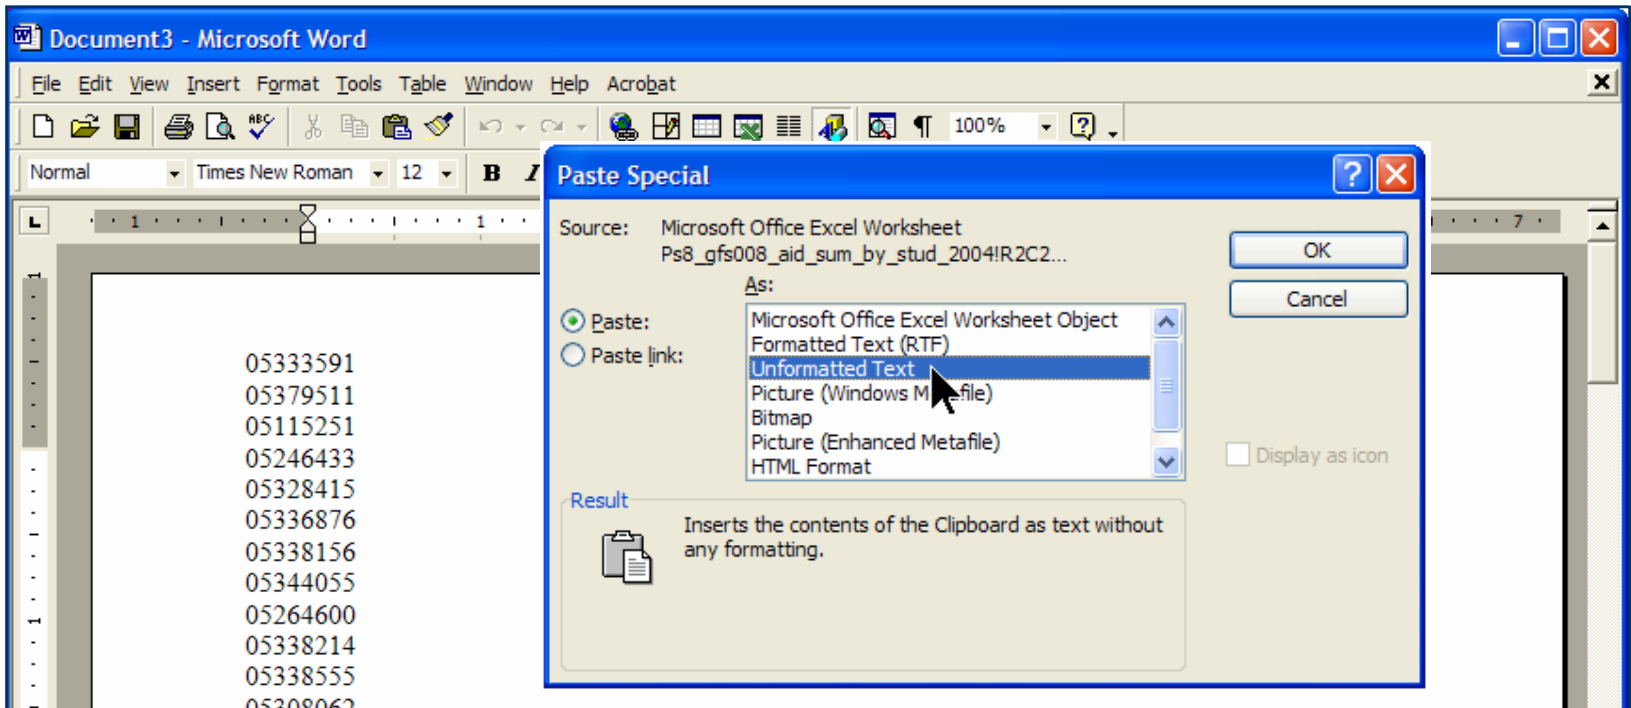 Document3 - Microsoft Word
File Edit View Insert Format Tools Table Window Help Acrobat
ABC 100%
Normal Times New Roman 12 B I
Paste Special
1 1 7
Source: Microsoft Office Excel Worksheet
Ps8_gfs008_aid_sum_by_stud_2004!R2C2...
OK
As:
Cancel
Paste:
Paste link:
Microsoft Office Excel Worksheet Object
Formatted Text (RTF)
Unformatted Text
Picture (Windows M file)
Bitmap
Picture (Enhanced Metafile)
HTML Format
Display as icon
Result
Inserts the contents of the Clipboard as text without
any formatting.
05333591
05379511
05115251
05246433
05328415
05336876
05338156
05344055
05264600
05338214
05338555